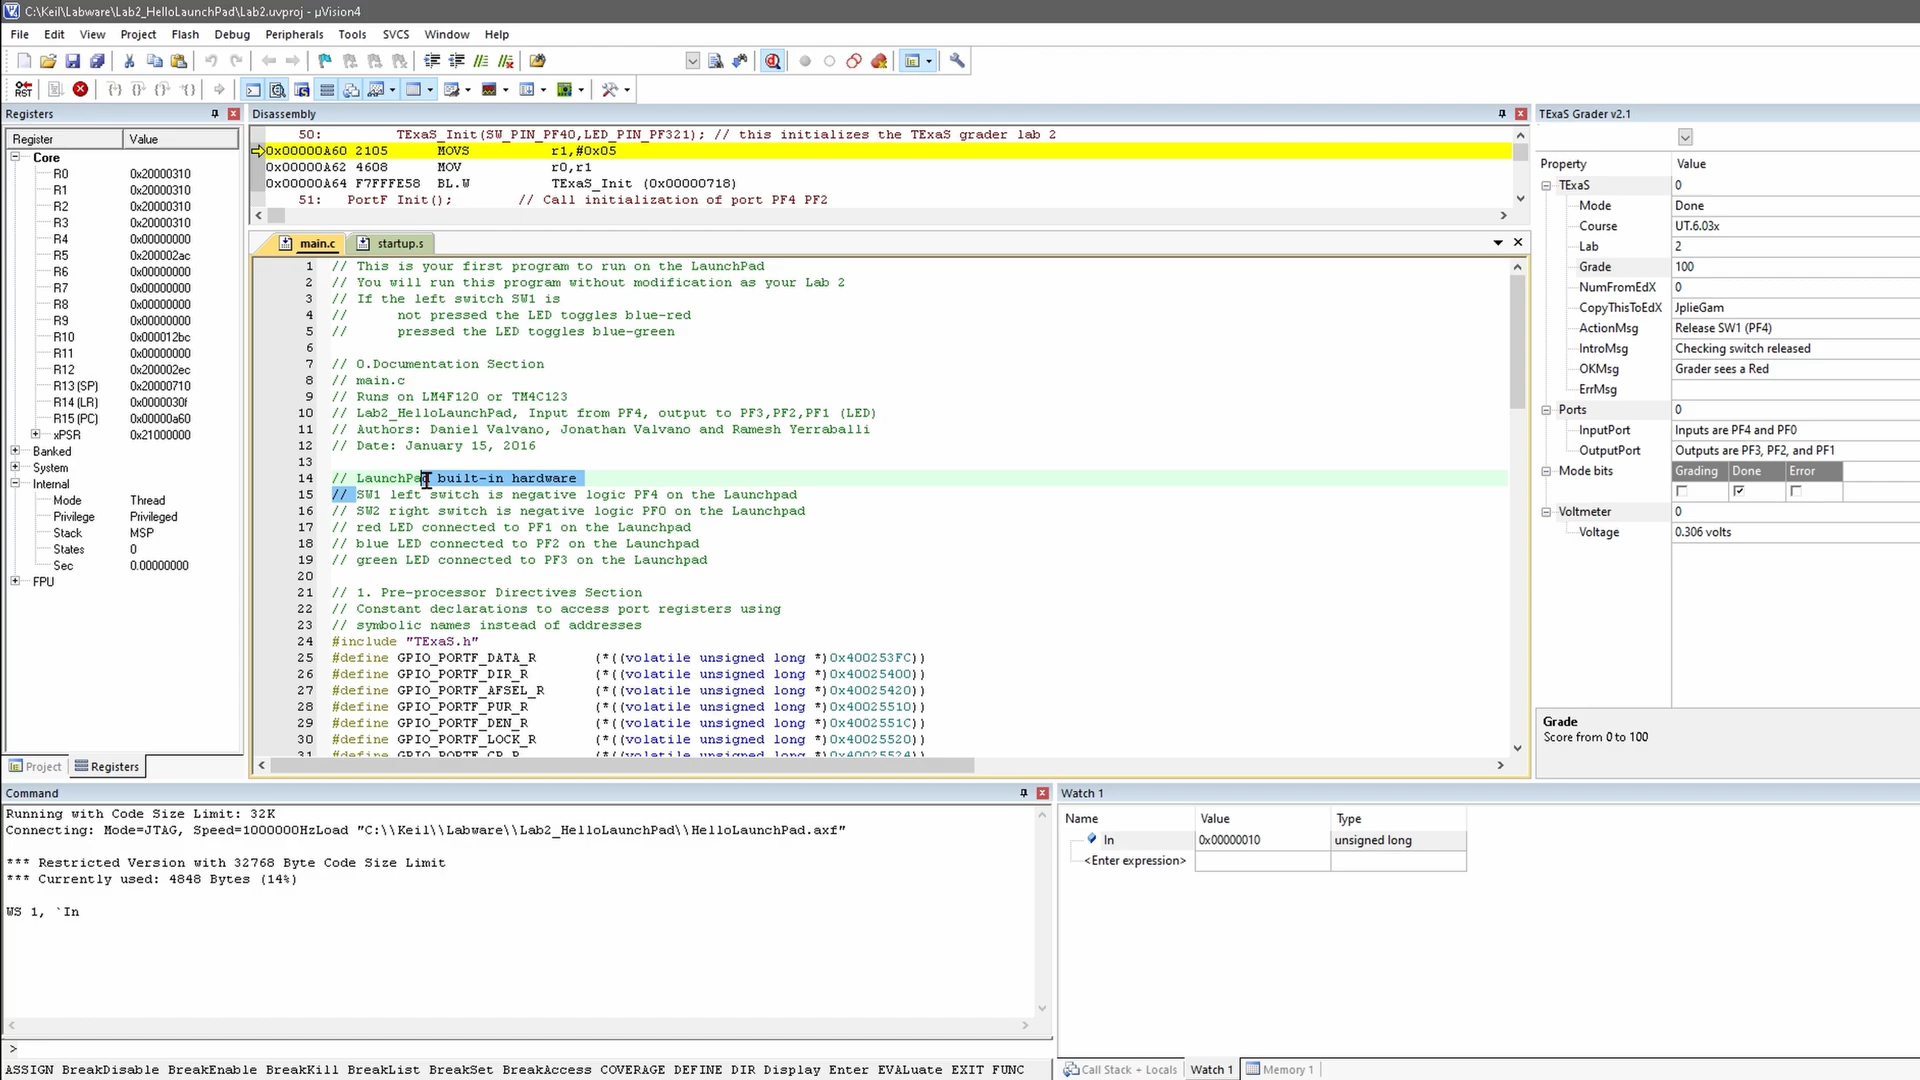 C:\Keil\Labware\Lab2_HelloLaunchPad\Lab2.uvproj - µVision4
File Edit View Project Flash Debug Peripherals Tools SVCS Window Help
RST
Registers
Register Value
Core
R0 0x20000310
R1 0x20000310
R2 0x20000310
R3 0x20000310
R4 0x00000000
R5 0x200002ac
R6 0x00000000
R7 0x00000000
R8 0x00000000
R9 0x00000000
R10 0x000012bc
R11 0x00000000
R12 0x200002ec
R13 (SP) 0x20000710
R14 (LR) 0x0000030f
R15 (PC) 0x00000a60
xPSR 0x21000000
Banked
System
Internal
Mode Thread
Privilege Privileged
Stack MSP
States 0
Sec 0.00000000
FPU
Project Registers
Disassembly
50: TExaS_Init(SW_PIN_PF40,LED_PIN_PF321); // this initializes the TExaS grader lab 2
0x00000A60 2105 MOVS r1,#0x05
0x00000A62 4608 MOV r0,r1
0x00000A64 F7FFFE58 BL.W TExaS_Init (0x00000718)
51: PortF_Init(); // Call initialization of port PF4 PF2
main.c startup.s
1 // This is your first program to run on the LaunchPad
2 // You will run this program without modification as your Lab 2
3 // If the left switch SW1 is
4 // not pressed the LED toggles blue-red
5 // pressed the LED toggles blue-green
6
7 // 0.Documentation Section
8 // main.c
9 // Runs on LM4F120 or TM4C123
10 // Lab2_HelloLaunchPad, Input from PF4, output to PF3,PF2,PF1 (LED)
11 // Authors: Daniel Valvano, Jonathan Valvano and Ramesh Yerraballi
12 // Date: January 15, 2016
13
14 // LaunchPad built-in hardware
15 // SW1 left switch is negative logic PF4 on the Launchpad
16 // SW2 right switch is negative logic PF0 on the Launchpad
17 // red LED connected to PF1 on the Launchpad
18 // blue LED connected to PF2 on the Launchpad
19 // green LED connected to PF3 on the Launchpad
20
21 // 1. Pre-processor Directives Section
22 // Constant declarations to access port registers using
23 // symbolic names instead of addresses
24 #include "TExaS.h"
25 #define GPIO_PORTF_DATA_R (*((volatile unsigned long *)0x400253FC))
26 #define GPIO_PORTF_DIR_R (*((volatile unsigned long *)0x40025400))
27 #define GPIO_PORTF_AFSEL_R (*((volatile unsigned long *)0x40025420))
28 #define GPIO_PORTF_PUR_R (*((volatile unsigned long *)0x40025510))
29 #define GPIO_PORTF_DEN_R (*((volatile unsigned long *)0x4002551C))
30 #define GPIO_PORTF_LOCK_R (*((volatile unsigned long *)0x40025520))
31 #define GPIO_PORTF_CR_R (*((volatile unsigned long *)0x40025524))
TExaS Grader v2.1
Property Value
TExaS 0
Mode Done
Course UT.6.03x
Lab 2
Grade 100
NumFromEdX 0
CopyThisToEdX JplieGam
ActionMsg Release SW1 (PF4)
IntroMsg Checking switch released
OKMsg Grader sees a Red
ErrMsg
Ports 0
InputPort Inputs are PF4 and PF0
OutputPort Outputs are PF3, PF2, and PF1
Mode bits Grading Done Error
Voltmeter 0
Voltage 0.306 volts
Grade
Score from 0 to 100
Command
Running with Code Size Limit: 32K
Connecting: Mode=JTAG, Speed=1000000HzLoad "C:\\Keil\\Labware\\Lab2_HelloLaunchPad\\HelloLaunchPad.axf"
*** Restricted Version with 32768 Byte Code Size Limit
*** Currently used: 4848 Bytes (14%)
WS 1, `In
>
ASSIGN BreakDisable BreakEnable BreakKill BreakList BreakSet BreakAccess COVERAGE DEFINE DIR Display Enter EVALuate EXIT FUNC
Watch 1
Name Value Type
In 0x00000010 unsigned long
<Enter expression>
Call Stack + Locals Watch 1 Memory 1